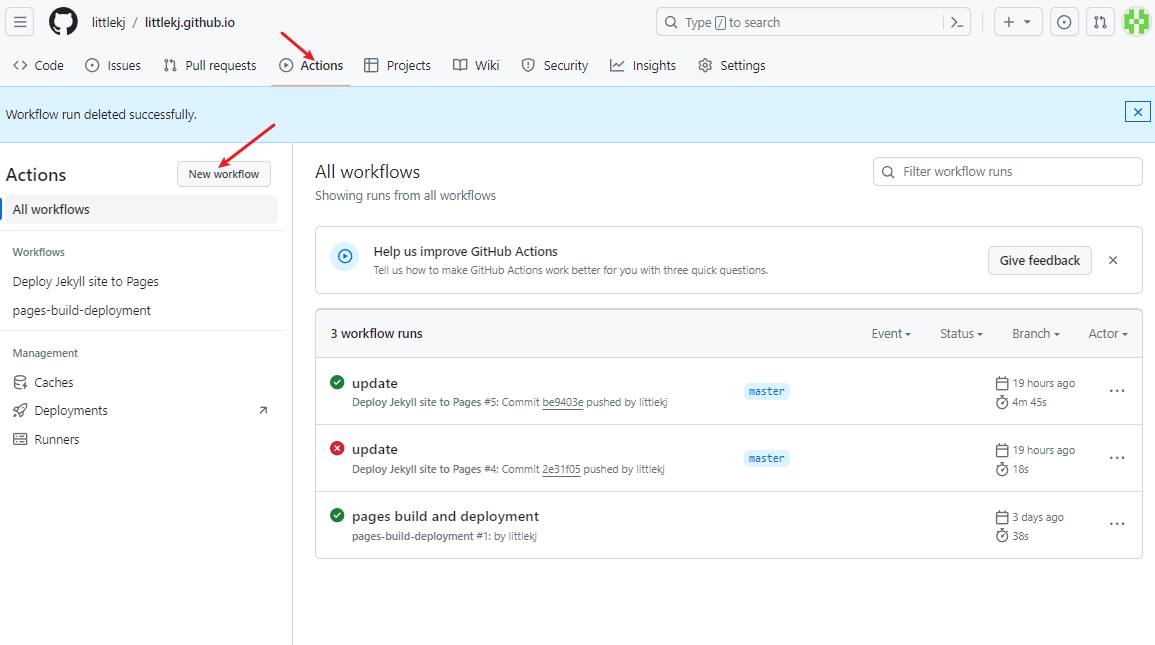 littlekj / littlekj.github.io
Type / to search
Code Issues Pull requests Actions Projects Wiki Security Insights Settings
Workflow run deleted successfully.
Actions
New workflow
All workflows
Workflows
Deploy Jekyll site to Pages
pages-build-deployment
Management
Caches
Deployments
Runners
All workflows
Showing runs from all workflows
Filter workflow runs
Help us improve GitHub Actions
Tell us how to make GitHub Actions work better for you with three quick questions.
Give feedback
3 workflow runs
Event Status Branch Actor
update
Deploy Jekyll site to Pages #5: Commit be9403e pushed by littlekj
master
19 hours ago
4m 45s
update
Deploy Jekyll site to Pages #4: Commit 2e31f05 pushed by littlekj
master
19 hours ago
18s
pages build and deployment
pages-build-deployment #1: by littlekj
3 days ago
38s